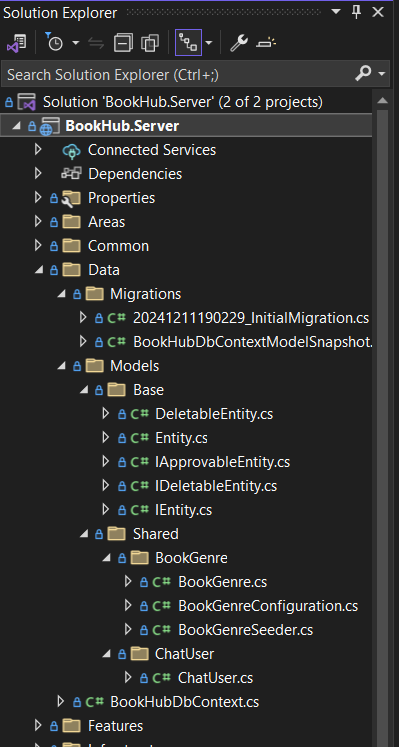 Solution Explorer
Search Solution Explorer (Ctrl+;)
Solution 'BookHub.Server' (2 of 2 projects)
BookHub.Server
Connected Services
Dependencies
Properties
Areas
Common
Data
Migrations
C# 20241211190229_InitialMigration.cs
C# BookHubDbContextModelSnapshot.
Models
Base
C# DeletableEntity.cs
C# Entity.cs
C# IApprovableEntity.cs
C# IDeletableEntity.cs
C# IEntity.cs
Shared
BookGenre
C# BookGenre.cs
C# BookGenreConfiguration.cs
C# BookGenreSeeder.cs
ChatUser
C# ChatUser.cs
C# BookHubDbContext.cs
Features